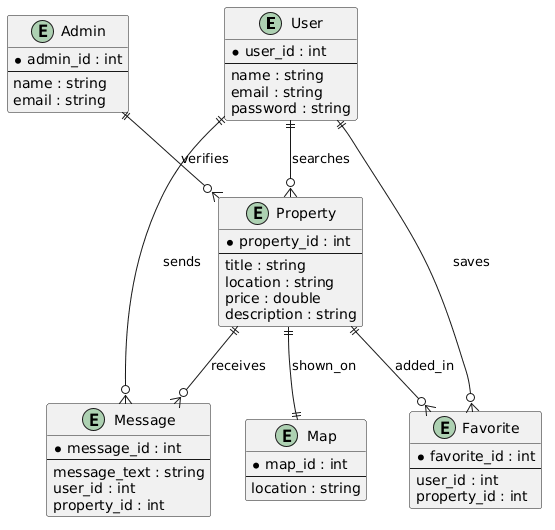 E Admin
* admin_id : int
name : string
email : string
E User
* user_id : int
name : string
email : string
password : string
verifies
searches
E Property
* property_id : int
title : string
location : string
price : double
description : string
sends
saves
receives
shown_on
added_in
E Message
* message_id : int
message_text : string
user_id : int
property_id : int
E Map
* map_id : int
location : string
E Favorite
* favorite_id : int
user_id : int
property_id : int